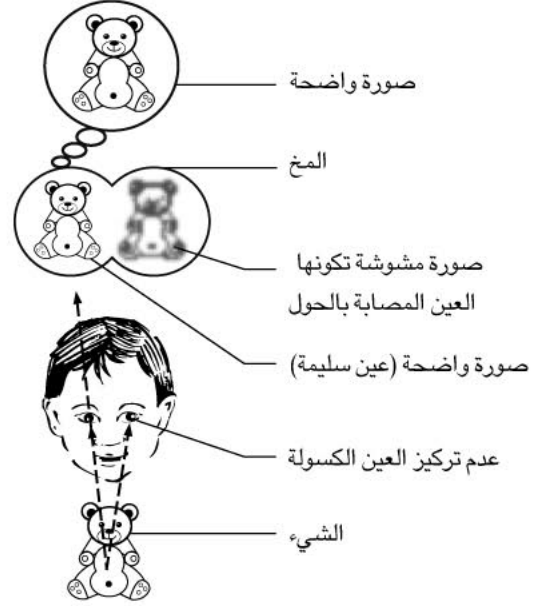 صورة واضحة
المخ
صورة مشوشة تكونها
العين المصابة بالحول
صورة واضحة (عين سليمة)
عدم تركيز العين الكسولة
الشيء